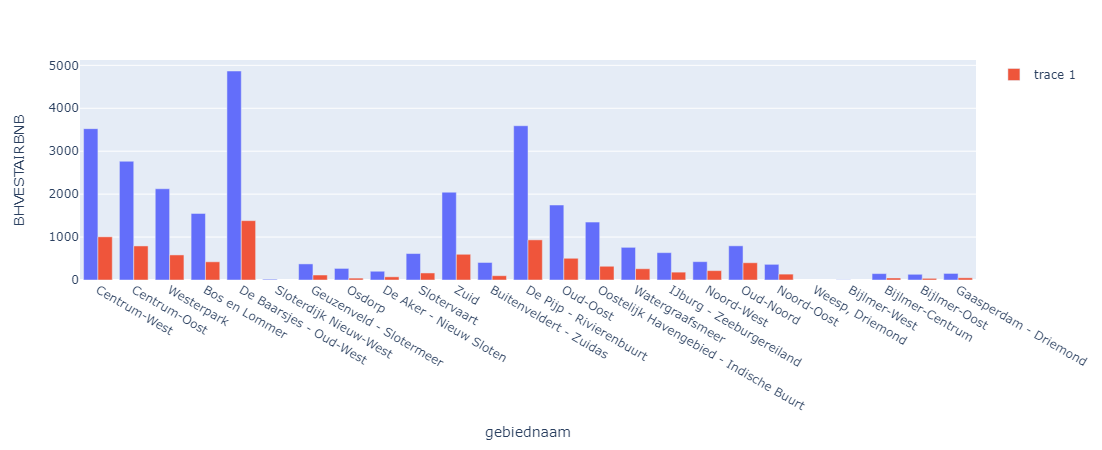 5000
4000
3000
2000
1000
0
BHVESTAIRBNB
trace 1
Centrum-West
Centrum-Oost
Westerpark
Bos en Lommer
De Baarsjes - Oud-West
Sloterdijk Nieuw-West
Geuzenveld - Slotermeer
Osdorp
De Aker - Nieuw Sloten
Slotervaart
Zuid
Buitenveldert - Zuidas
De Pijp - Rivierenbuurt
Oud-Oost
Oostelijk Havengebied - Indische Buurt
Watergraafsmeer
IJburg - Zeeburgereiland
Noord-West
Oud-Noord
Noord-Oost
Weesp, Driemond
Bijlmer-West
Bijlmer-Centrum
Bijlmer-Oost
Gaasperdam - Driemond
gebiednaam